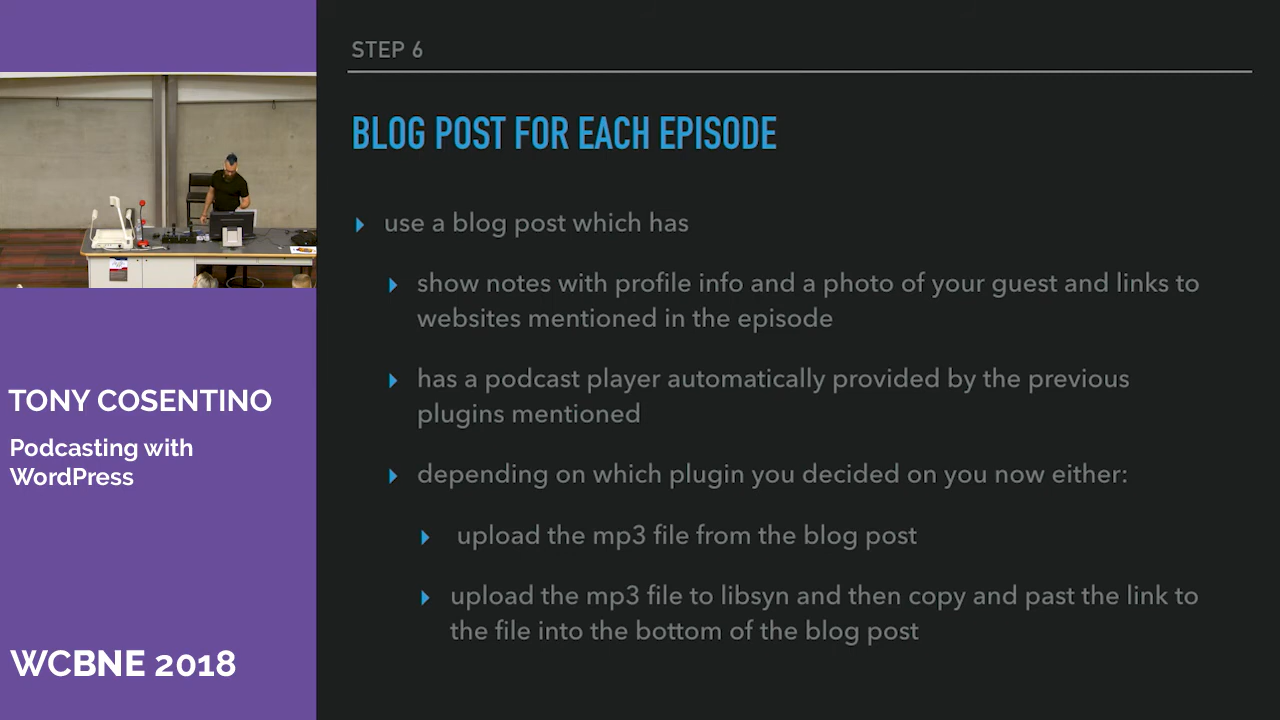 STEP 6
BLOG POST FOR EACH EPISODE
use a blog post which has
show notes with profile info and a photo of your guest and links to
websites mentioned in the episode
has a podcast player automatically provided by the previous
plugins mentioned
depending on which plugin you decided on you now either:
upload the mp3 file from the blog post
upload the mp3 file to libsyn and then copy and past the link to
the file into the bottom of the blog post
TONY COSENTINO
Podcasting with
WordPress
WCBNE 2018